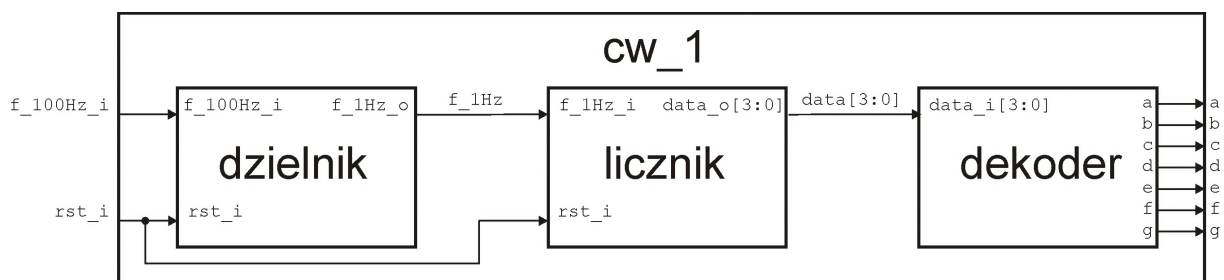 cw_1
f_100Hz_i
f_100Hz_i
f_1Hz_o
f_1Hz
f_1Hz_i
data_o[3:0]
data[3:0]
data_i[3:0]
dzielnik
licznik
dekoder
rst_i
rst_i
rst_i
a a
b b
c c
d d
e e
f f
g g